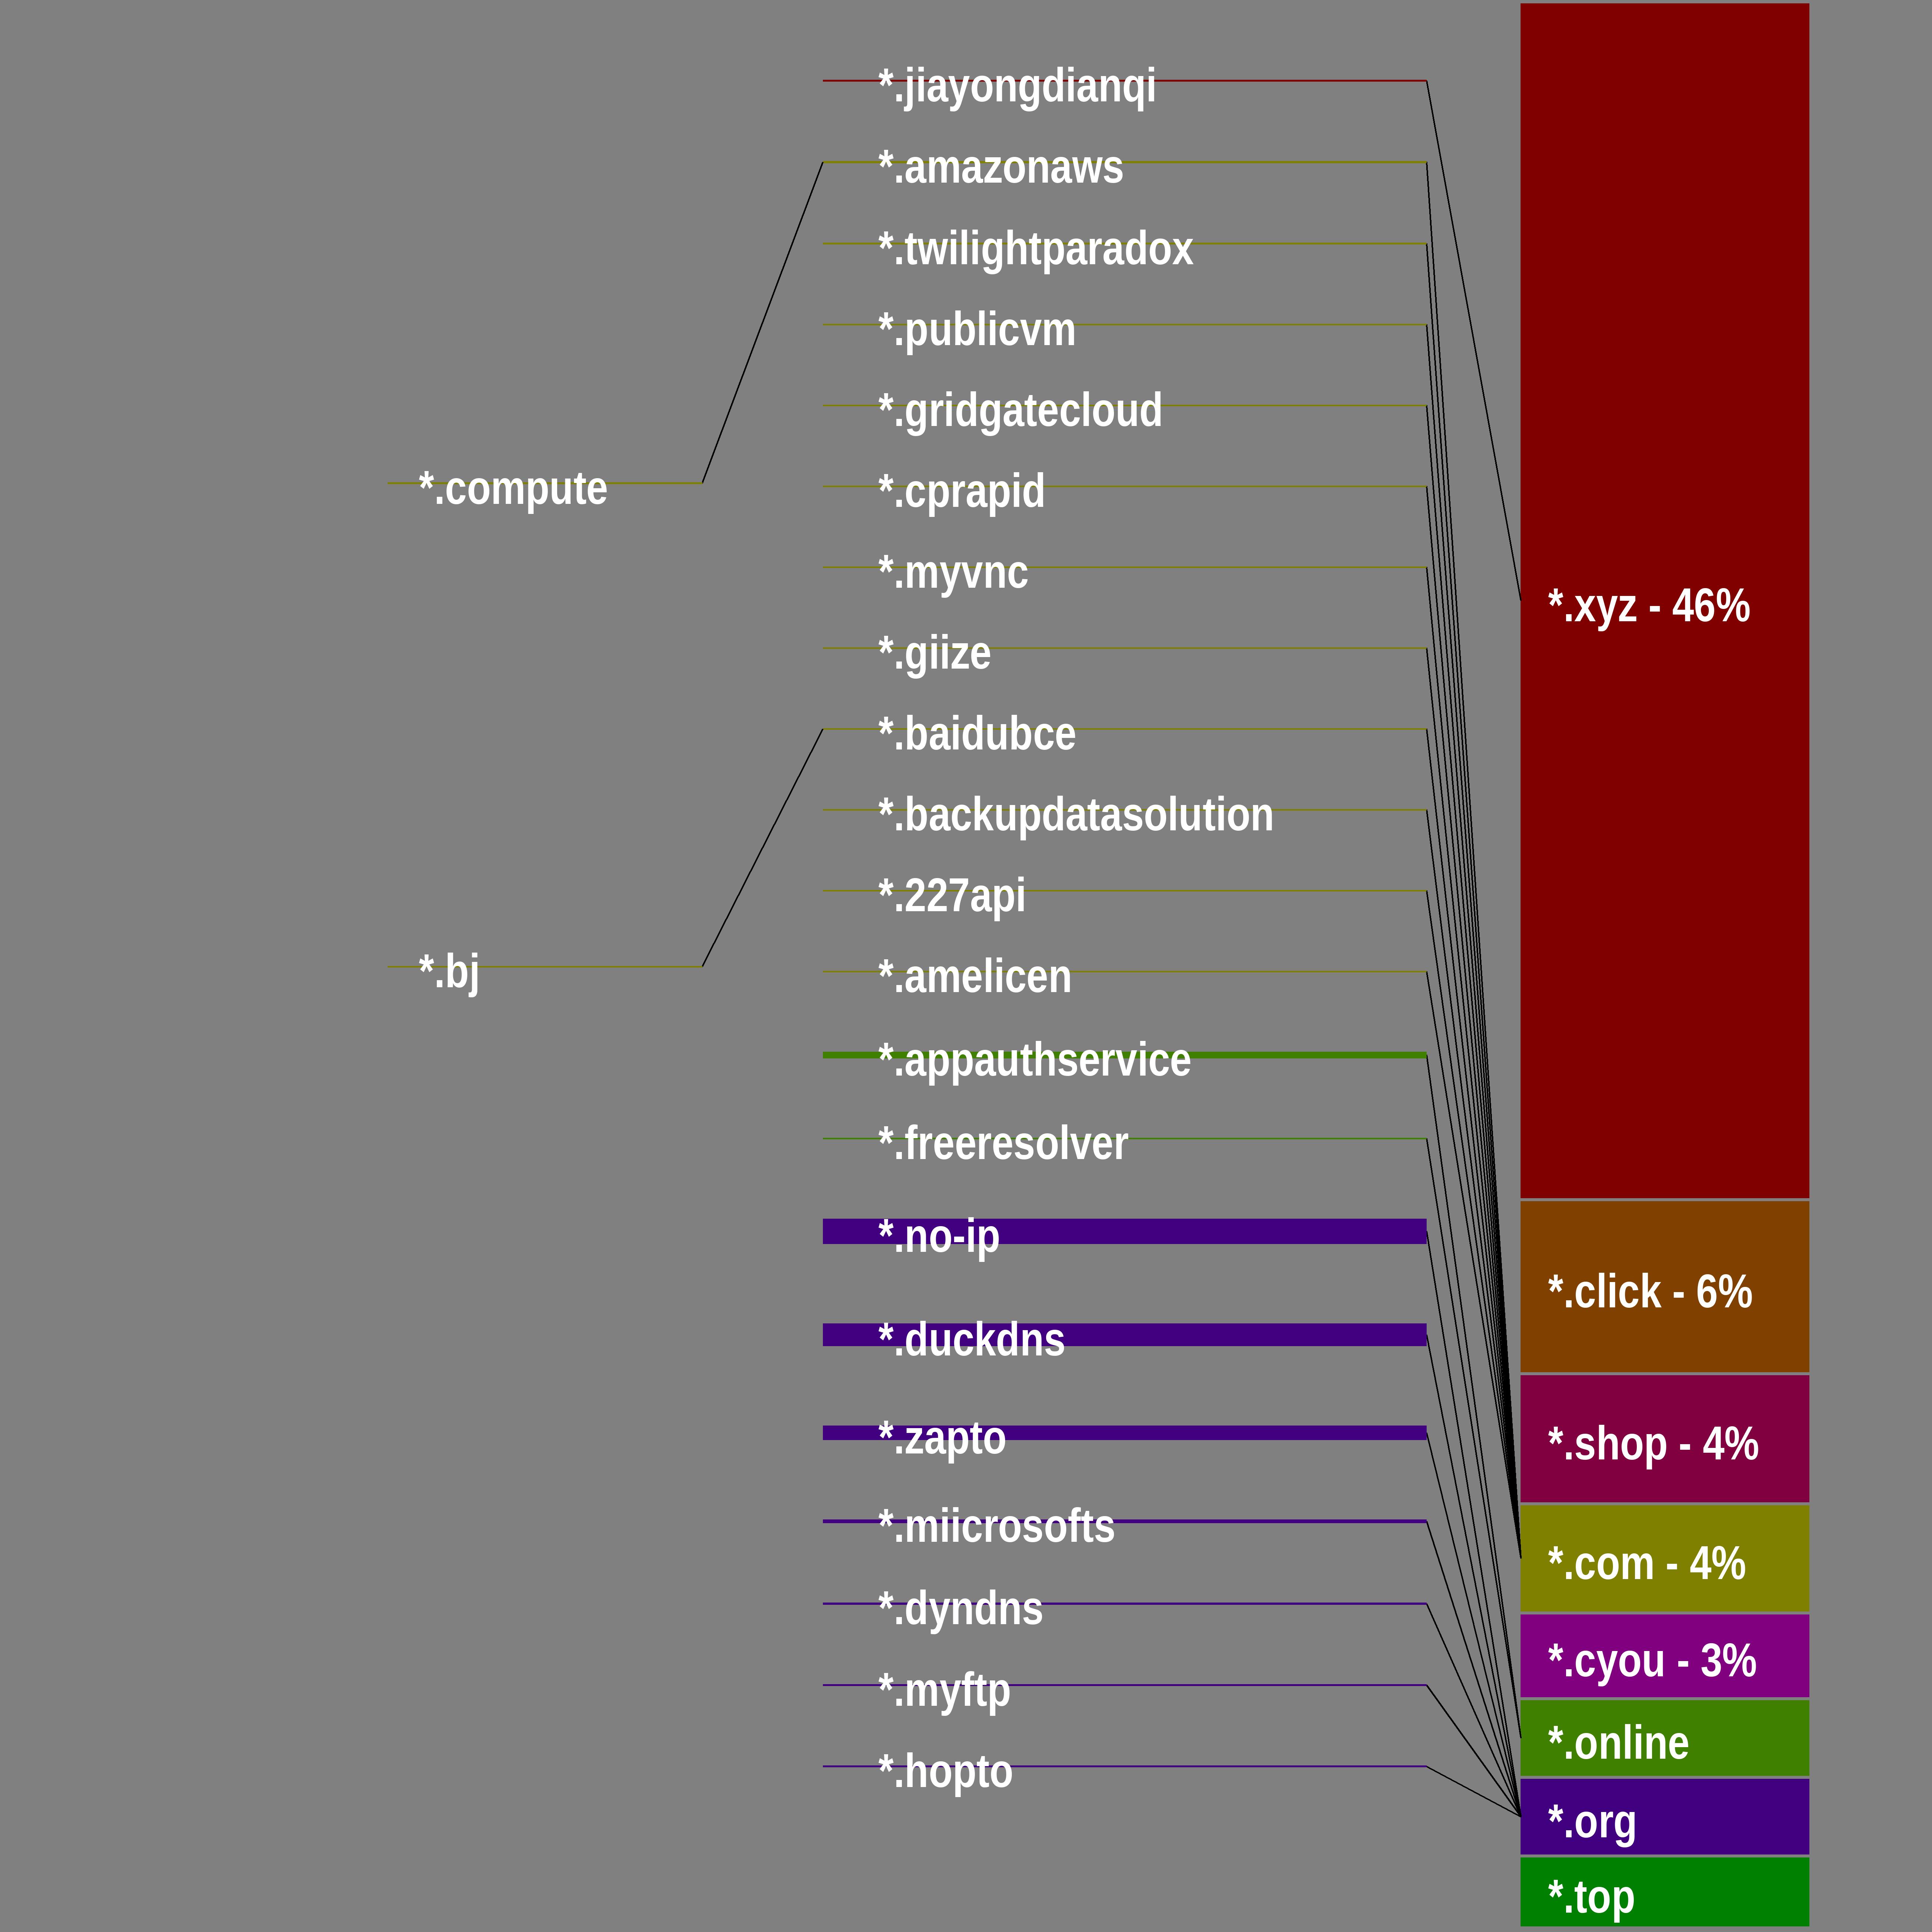 *.compute
*.bj
*.jiayongdianqi
*.amazonaws
*.twilightparadox
*.publicvm
*.gridgatecloud
*.cprapid
*.myvnc
*.giize
*.baidubce
*.backupdatasolution
*.227api
*.amelicen
*.appauthservice
*.freeresolver
*.no-ip
*.duckdns
*.zapto
*.miicrosofts
*.dyndns
*.myftp
*.hopto
*.xyz - 46%
*.click - 6%
*.shop - 4%
*.com - 4%
*.cyou - 3%
*.online
*.org
*.top